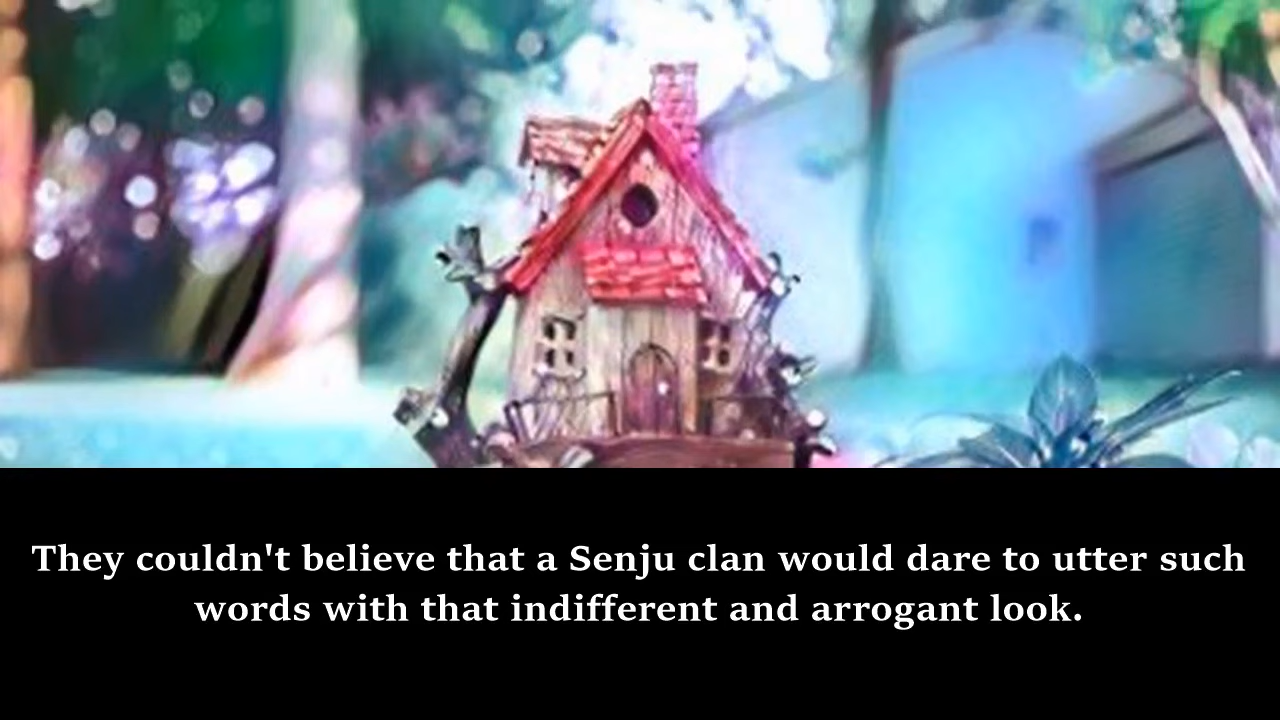 They couldn't believe that a Senju clan would dare to utter such
words with that indifferent and arrogant look.